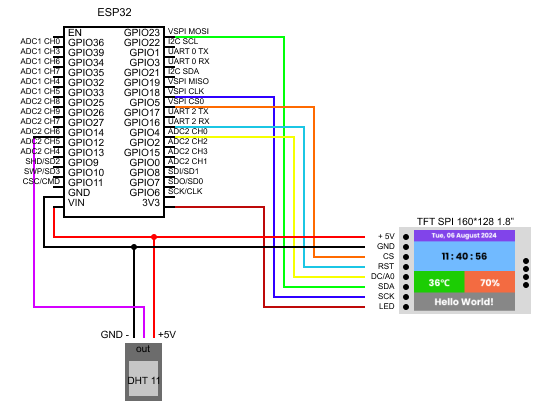 ESP32
EN GPIO23 VSPI MOSI
ADC1 CH0 GPIO36 GPIO22 I2C SCL
ADC1 CH3 GPIO39 GPIO1 UART 0 TX
ADC1 CH6 GPIO34 GPIO3 UART 0 RX
ADC1 CH7 GPIO35 GPIO21 I2C SDA
ADC1 CH4 GPIO32 GPIO19 VSPI MISO
ADC1 CH5 GPIO33 GPIO18 VSPI CLK
ADC2 CH8 GPIO25 GPIO5 VSPI CS0
ADC2 CH9 GPIO26 GPIO17 UART 2 TX
ADC2 CH7 GPIO27 GPIO16 UART 2 RX
ADC2 CH6 GPIO14 GPIO4 ADC2 CH0
ADC2 CH5 GPIO12 GPIO2 ADC2 CH2
ADC2 CH4 GPIO13 GPIO15 ADC2 CH3
SHD/SD2 GPIO9 GPIO0 ADC2 CH1
SWP/SD3 GPIO10 GPIO8 SDI/SD1
CSC/CMD GPIO11 GPIO7 SDO/SD0
GND GPIO6 SCK/CLK
VIN 3V3
TFT SPI 160*128 1.8"
+ 5V
GND
CS
RST
DC/A0
SDA
SCK
LED
Tue, 06 August 2024
11 : 40 : 56
36℃ 70%
Hello World!
GND - +5V
out
DHT 11